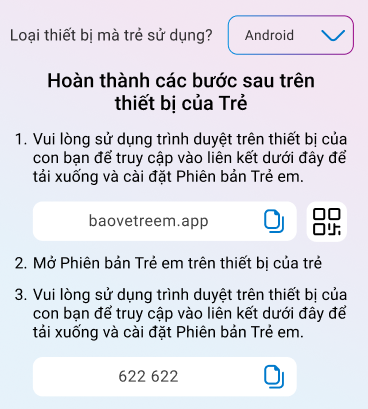 Loại thiết bị mà trẻ sử dụng?
Android
Hoàn thành các bước sau trên
thiết bị của Trẻ
1. Vui lòng sử dụng trình duyệt trên thiết bị của
con bạn để truy cập vào liên kết dưới đây để
tải xuống và cài đặt Phiên bản Trẻ em.
baovetreem.app
2. Mở Phiên bản Trẻ em trên thiết bị của trẻ
3. Vui lòng sử dụng trình duyệt trên thiết bị của
con bạn để truy cập vào liên kết dưới đây để
tải xuống và cài đặt Phiên bản Trẻ em.
622 622